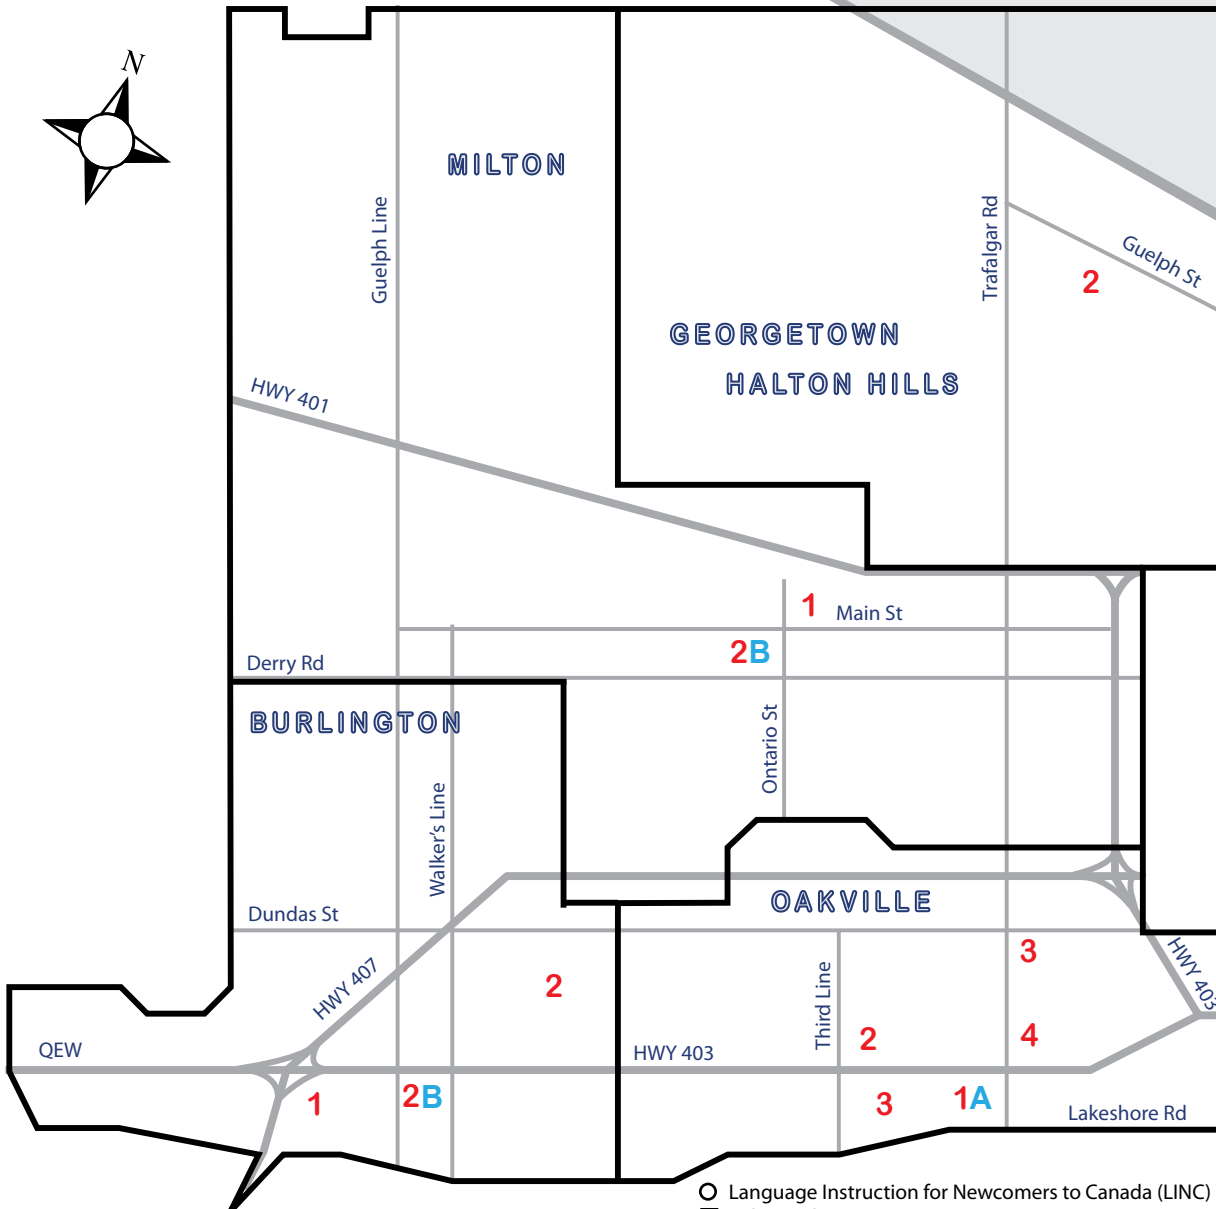 N
MILTON
Guelph Line
Trafalgar Rd
Guelph St
2
GEORGETOWN
HALTON HILLS
HWY 401
1
Main St
2B
Derry Rd
BURLINGTON
Ontario St
Walker's Line
OAKVILLE
Dundas St
3
HWY 403
HWY 407
2
Third Line
2
4
QEW
HWY 403
1
2B
3
1A
Lakeshore Rd
Language Instruction for Newcomers to Canada (LINC)